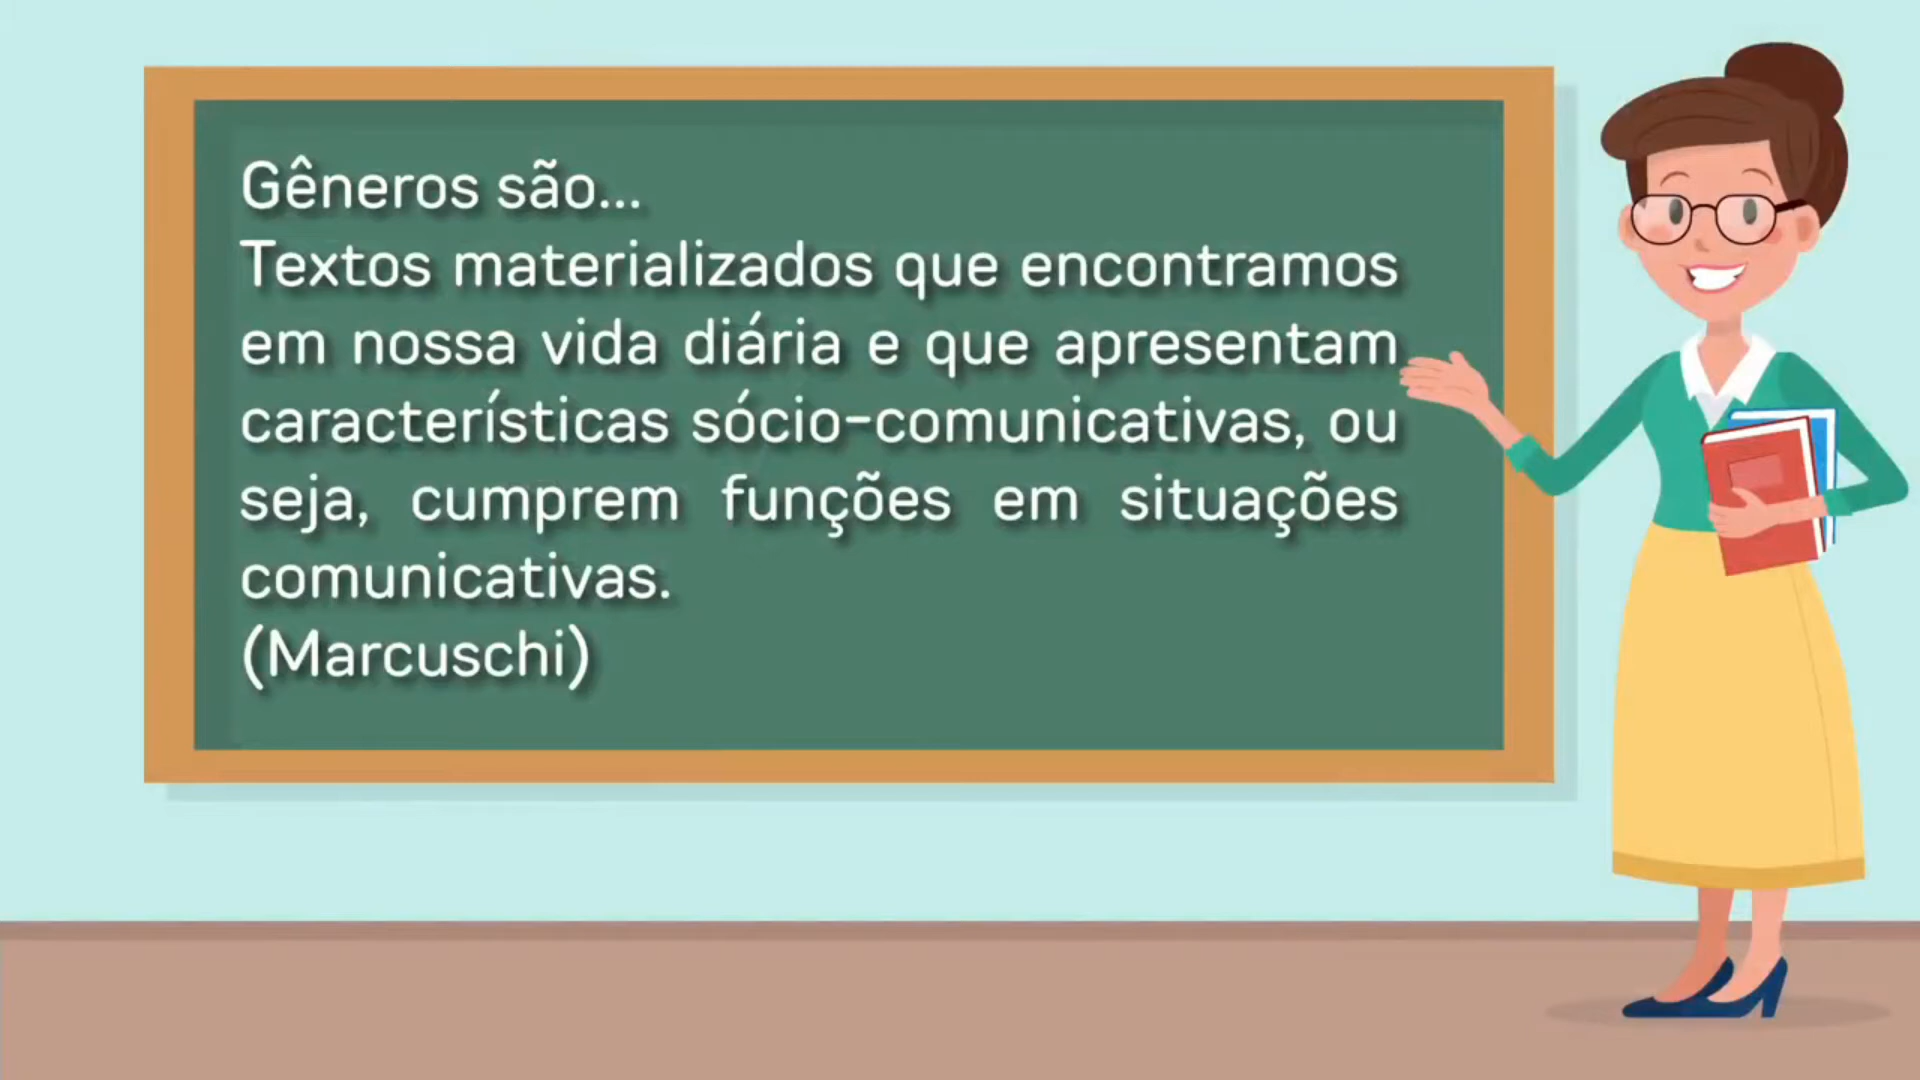 Gêneros são...
Textos materializados que encontramos
em nossa vida diária e que apresentam
características sócio-comunicativas, ou
seja, cumprem funções em situações
comunicativas.
(Marcuschi)